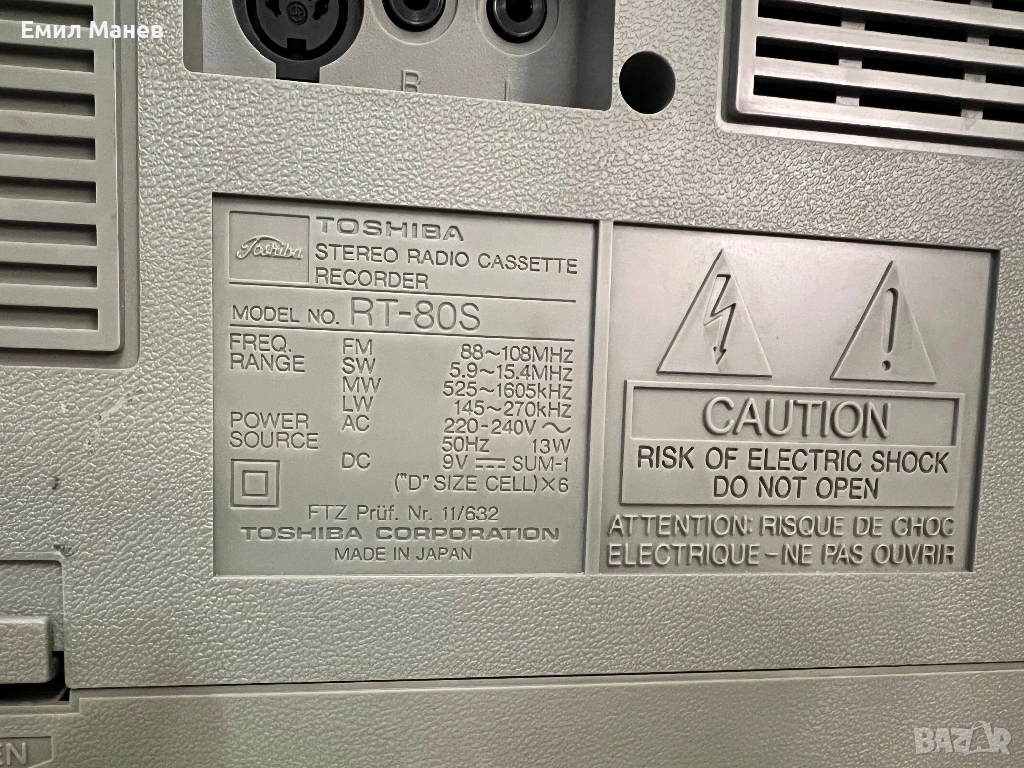 Емил Манев
R L
Toshiba
TOSHIBA
STEREO RADIO CASSETTE
RECORDER
MODEL NO. RT-80S
FREQ. RANGE FM 88~108MHz
SW 5.9~15.4MHz
MW 525~1605kHz
LW 145~270kHz
POWER SOURCE AC 220-240V ~
50Hz 13W
DC 9V ⎓ SUM-1
("D" SIZE CELL)×6
FTZ Prüf. Nr. 11/632
TOSHIBA CORPORATION
MADE IN JAPAN
CAUTION
RISK OF ELECTRIC SHOCK
DO NOT OPEN
ATTENTION: RISQUE DE CHOC
ELECTRIQUE-NE PAS OUVRIR
EN
BAZAR